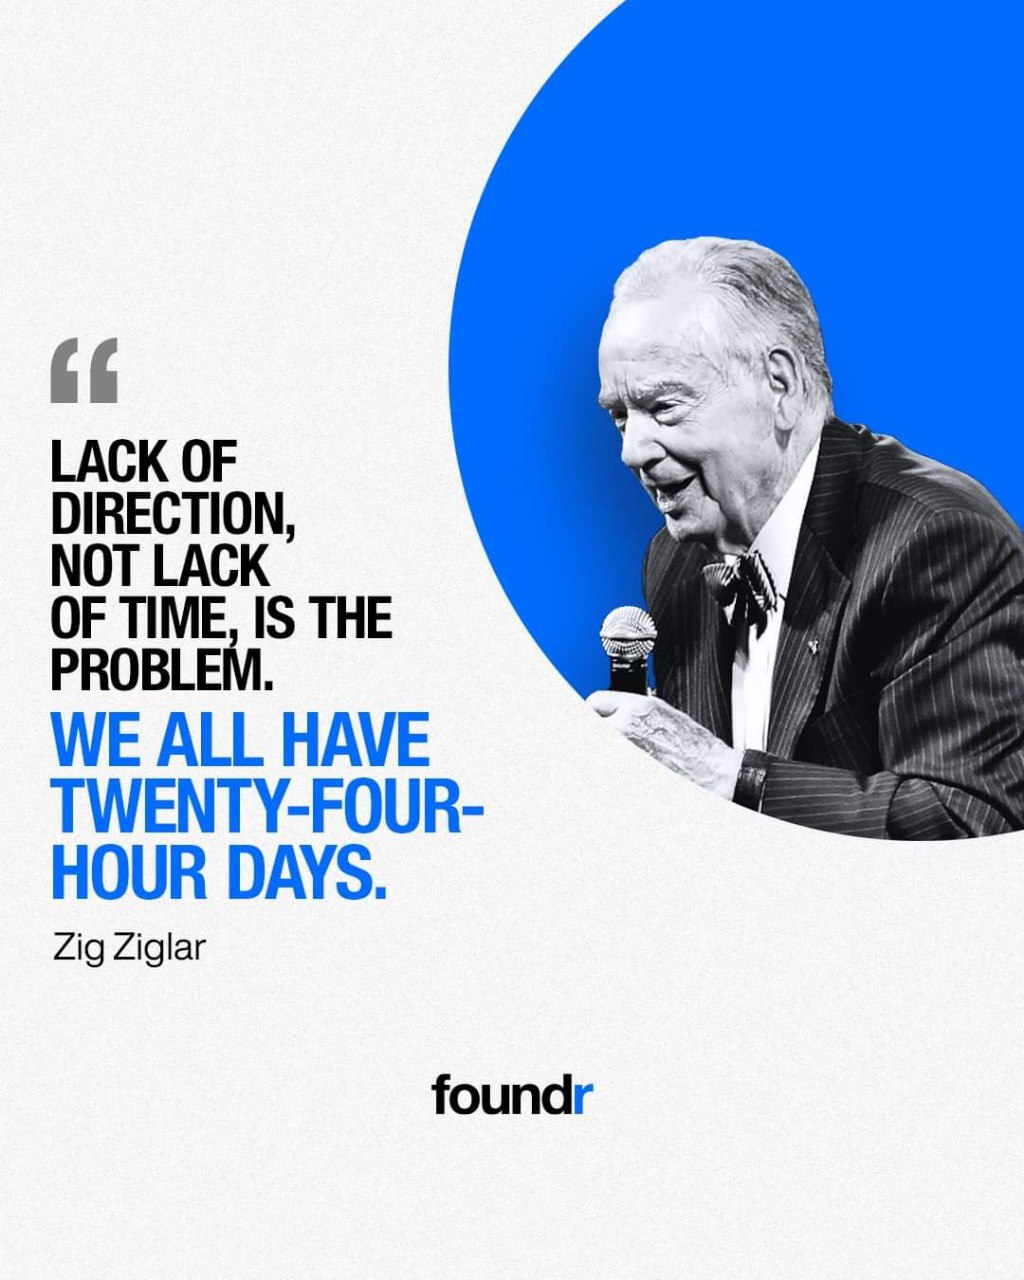 “
LACK OF
DIRECTION,
NOT LACK
OF TIME, IS THE
PROBLEM.
WE ALL HAVE
TWENTY-FOUR-
HOUR DAYS.
Zig Ziglar
foundr